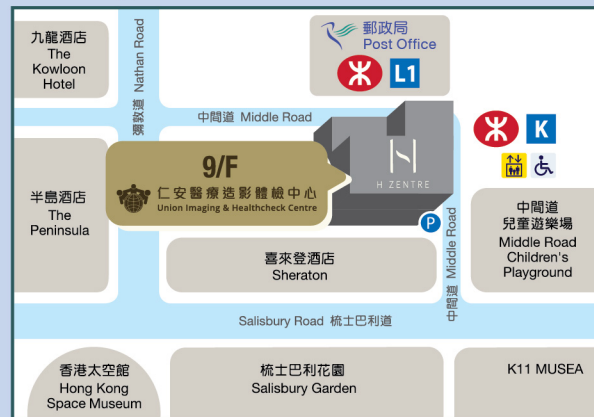 九龍酒店
The
Kowloon
Hotel
彌敦道 Nathan Road
郵政局
Post Office
L1
中間道 Middle Road
K
H ZENTRE
9/F
仁安醫療造影體檢中心
Union Imaging & Healthcheck Centre
半島酒店
The
Peninsula
P
中間道 Middle Road
中間道
兒童遊樂場
Middle Road
Children's
Playground
喜來登酒店
Sheraton
Salisbury Road 梳士巴利道
香港太空館
Hong Kong
Space Museum
梳士巴利花園
Salisbury Garden
K11 MUSEA